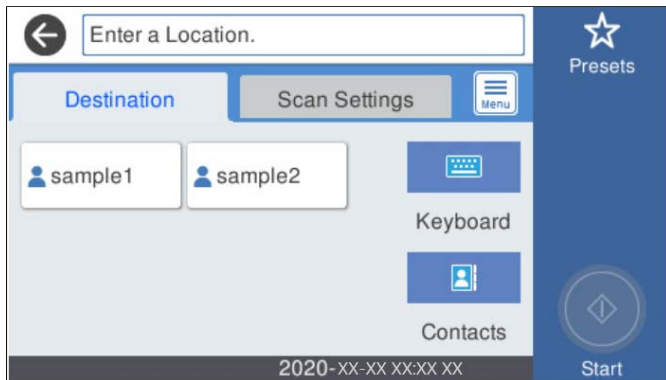 Enter a Location.
Presets
Destination
Scan Settings
Menu
sample1
sample2
Keyboard
Contacts
2020-XX-XX XX:XX XX
Start